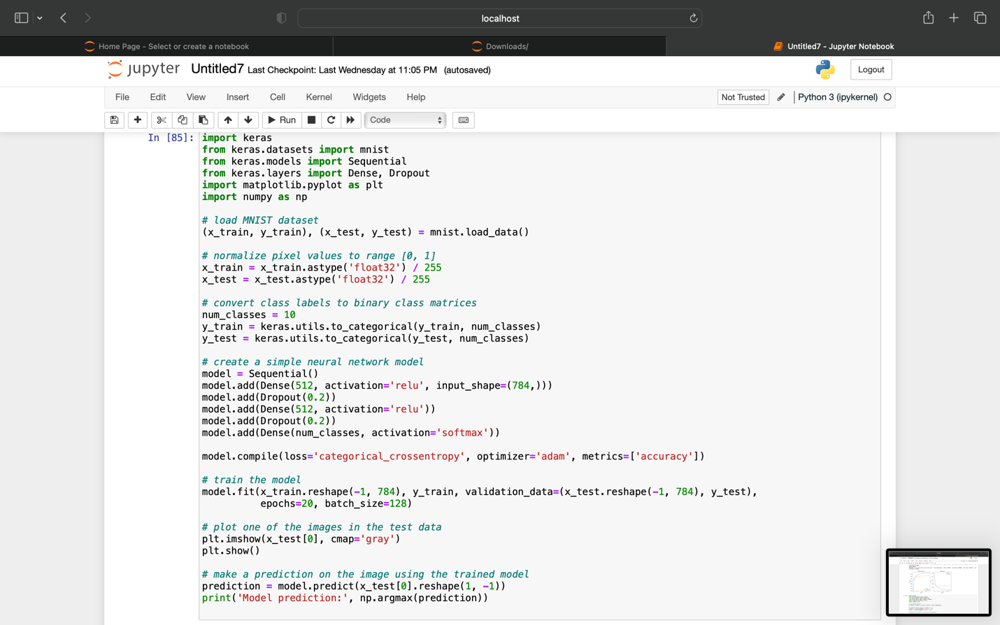 localhost
Home Page - Select or create a notebook
Downloads/
Untitled7 - Jupyter Notebook
jupyter Untitled7 Last Checkpoint: Last Wednesday at 11:05 PM (autosaved)
Logout
File Edit View Insert Cell Kernel Widgets Help
Not Trusted
Python 3 (ipykernel)
Run
Code
In [85]: import keras
from keras.datasets import mnist
from keras.models import Sequential
from keras.layers import Dense, Dropout
import matplotlib.pyplot as plt
import numpy as np

# load MNIST dataset
(x_train, y_train), (x_test, y_test) = mnist.load_data()

# normalize pixel values to range [0, 1]
x_train = x_train.astype('float32') / 255
x_test = x_test.astype('float32') / 255

# convert class labels to binary class matrices
num_classes = 10
y_train = keras.utils.to_categorical(y_train, num_classes)
y_test = keras.utils.to_categorical(y_test, num_classes)

# create a simple neural network model
model = Sequential()
model.add(Dense(512, activation='relu', input_shape=(784,)))
model.add(Dropout(0.2))
model.add(Dense(512, activation='relu'))
model.add(Dropout(0.2))
model.add(Dense(num_classes, activation='softmax'))

model.compile(loss='categorical_crossentropy', optimizer='adam', metrics=['accuracy'])

# train the model
model.fit(x_train.reshape(-1, 784), y_train, validation_data=(x_test.reshape(-1, 784), y_test),
          epochs=20, batch_size=128)

# plot one of the images in the test data
plt.imshow(x_test[0], cmap='gray')
plt.show()

# make a prediction on the image using the trained model
prediction = model.predict(x_test[0].reshape(1, -1))
print('Model prediction:', np.argmax(prediction))